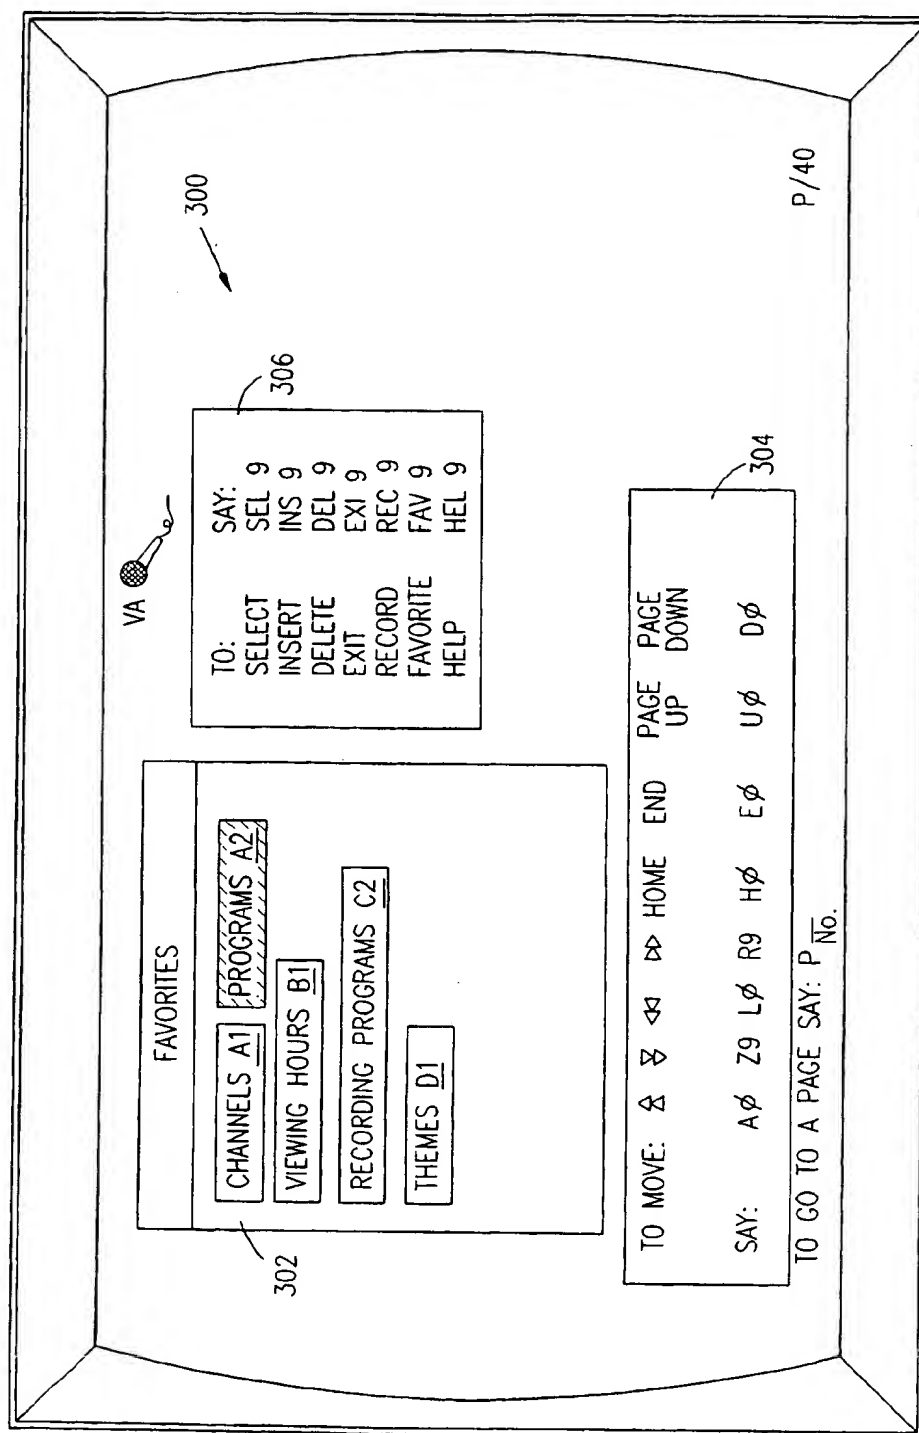 VA
300
FAVORITES
CHANNELS A1 PROGRAMS A2
VIEWING HOURS B1
RECORDING PROGRAMS C2
THEMES D1
302
TO: SAY:
SELECT SEL 9
INSERT INS 9
DELETE DEL 9
EXIT EXI 9
RECORD REC 9
FAVORITE FAV 9
HELP HEL 9
306
TO MOVE: HOME END PAGE UP PAGE DOWN
SAY: AØ Z9 LØ R9 HØ EØ UØ DØ
304
TO GO TO A PAGE SAY: P No.
P/40